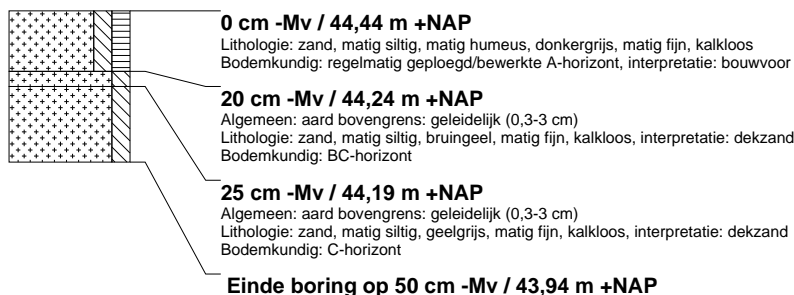 0 cm -Mv / 44,44 m +NAP
Lithologie: zand, matig siltig, matig humeus, donkergrijs, matig fijn, kalkloos
Bodemkundig: regelmatig geploegd/bewerkte A-horizont, interpretatie: bouwvoor
20 cm -Mv / 44,24 m +NAP
Algemeen: aard bovengrens: geleidelijk (0,3-3 cm)
Lithologie: zand, matig siltig, bruingeel, matig fijn, kalkloos, interpretatie: dekzand
Bodemkundig: BC-horizont
25 cm -Mv / 44,19 m +NAP
Algemeen: aard bovengrens: geleidelijk (0,3-3 cm)
Lithologie: zand, matig siltig, geelgrijs, matig fijn, kalkloos, interpretatie: dekzand
Bodemkundig: C-horizont
Einde boring op 50 cm -Mv / 43,94 m +NAP